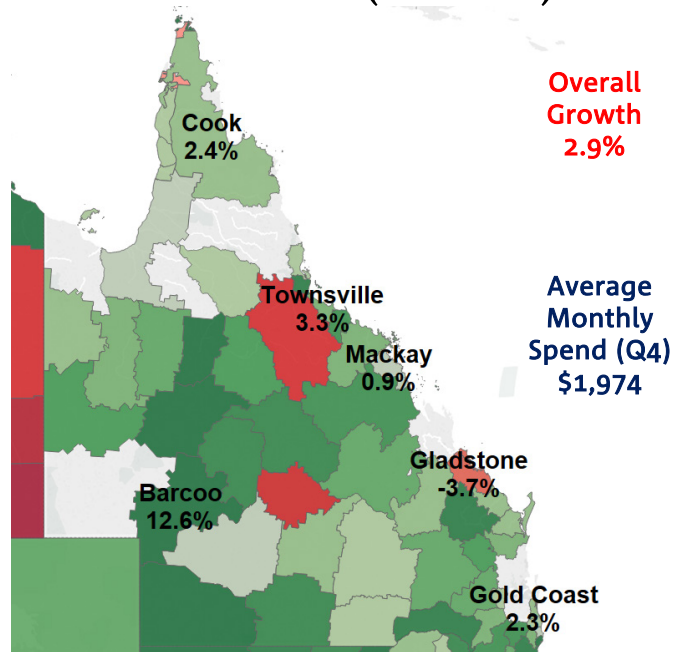 Overall
Growth
2.9%
Cook
2.4%
Average
Monthly
Spend (Q4)
$1,974
Townsville
3.3%
Mackay
0.9%
Gladstone
-3.7%
Barcoo
12.6%
Gold Coast
2.3%